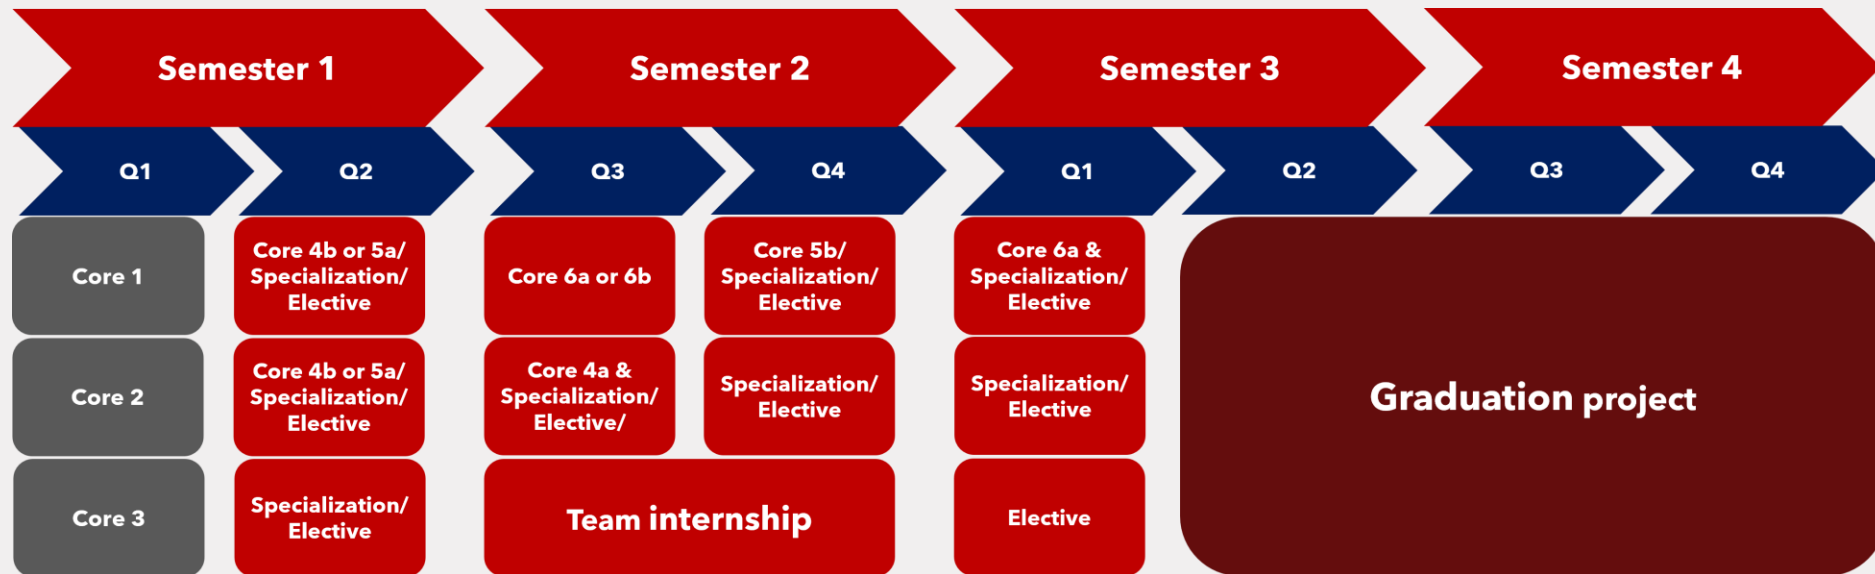 Semester 1
Semester 2
Semester 3
Semester 4
Q1
Q2
Q3
Q4
Q1
Q2
Q3
Q4
Core 1
Core 4b or 5a/
Specialization/
Elective
Core 6a or 6b
Core 5b/
Specialization/
Elective
Core 6a &
Specialization/
Elective
Core 2
Core 4b or 5a/
Specialization/
Elective
Core 4a &
Specialization/
Elective/
Specialization/
Elective
Specialization/
Elective
Graduation project
Core 3
Specialization/
Elective
Team internship
Elective